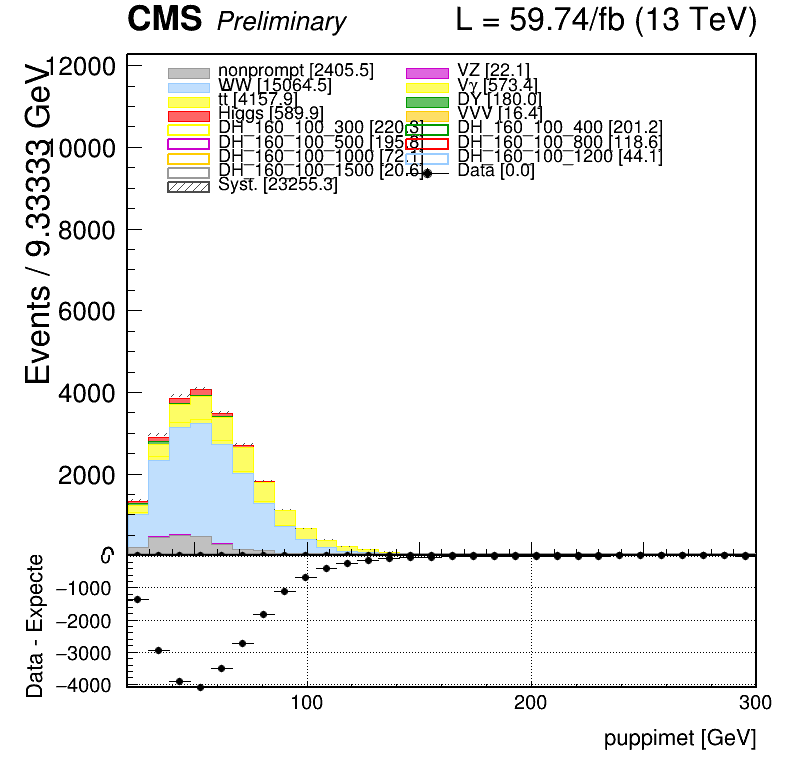 CMS Preliminary L = 59.74/fb (13 TeV)
Events / 9.33333 GeV
12000
10000
8000
6000
4000
2000
0
nonprompt [2405.5] VZ [22.1]
WW [15064.5] Vγ [573.4]
tt [4157.9] DY [180.0]
Higgs [589.9] VVV [16.4]
DH_160_100_300 [220.3] DH_160_100_400 [201.2]
DH_160_100_500 [195.8] DH_160_100_800 [118.6]
DH_160_100_1000 [72.1] DH_160_100_1200 [44.1]
DH_160_100_1500 [20.6] Data [0.0]
Syst. [23255.3]
Data - Expecte
0
−1000
−2000
−3000
−4000
100 200 300
puppimet [GeV]